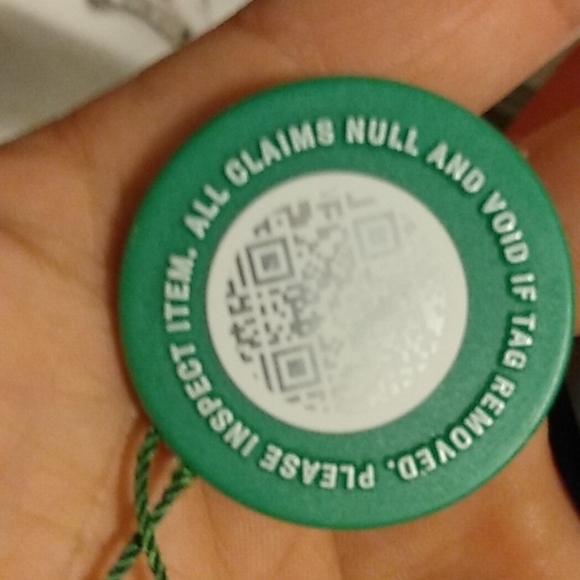 ALL CLAIMS NULL AND VOID IF TAG REMOVED. PLEASE INSPECT ITEM.